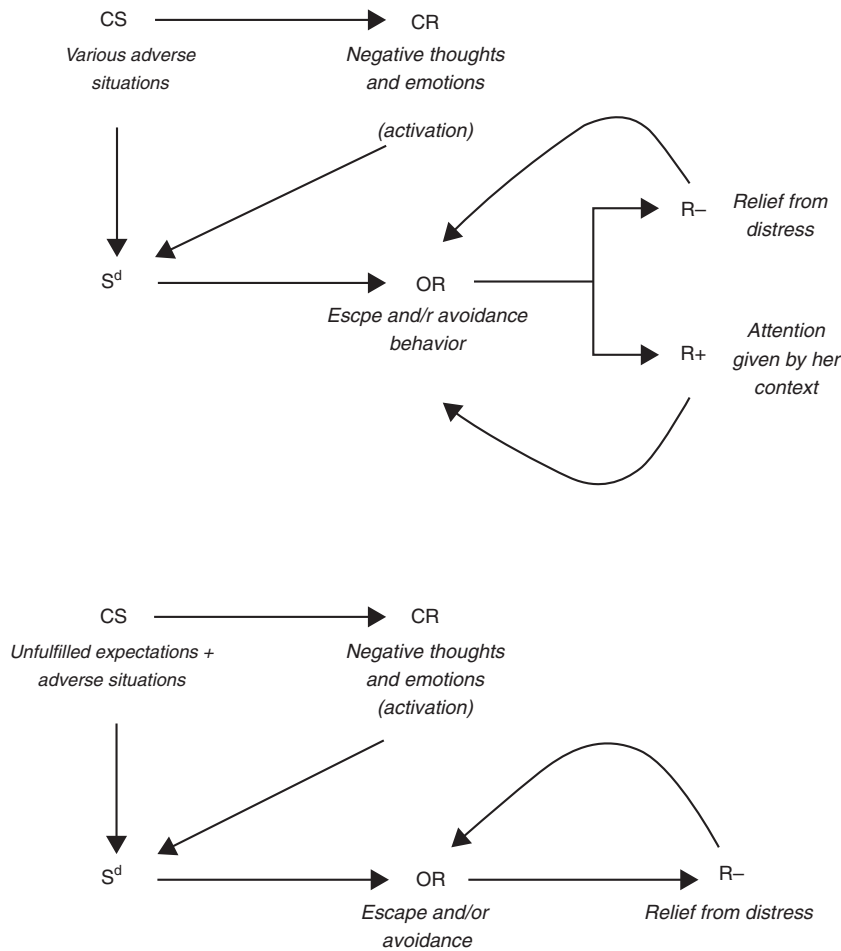 CS
CR
Various adverse
situations
Negative thoughts
and emotions
(activation)
R–
Relief from
distress
Sᵈ
OR
Escpe and/r avoidance
behavior
R+
Attention
given by her
context
CS
CR
Unfulfilled expectations +
adverse situations
Negative thoughts
and emotions
(activation)
Sᵈ
OR
R–
Escape and/or
avoidance
Relief from distress